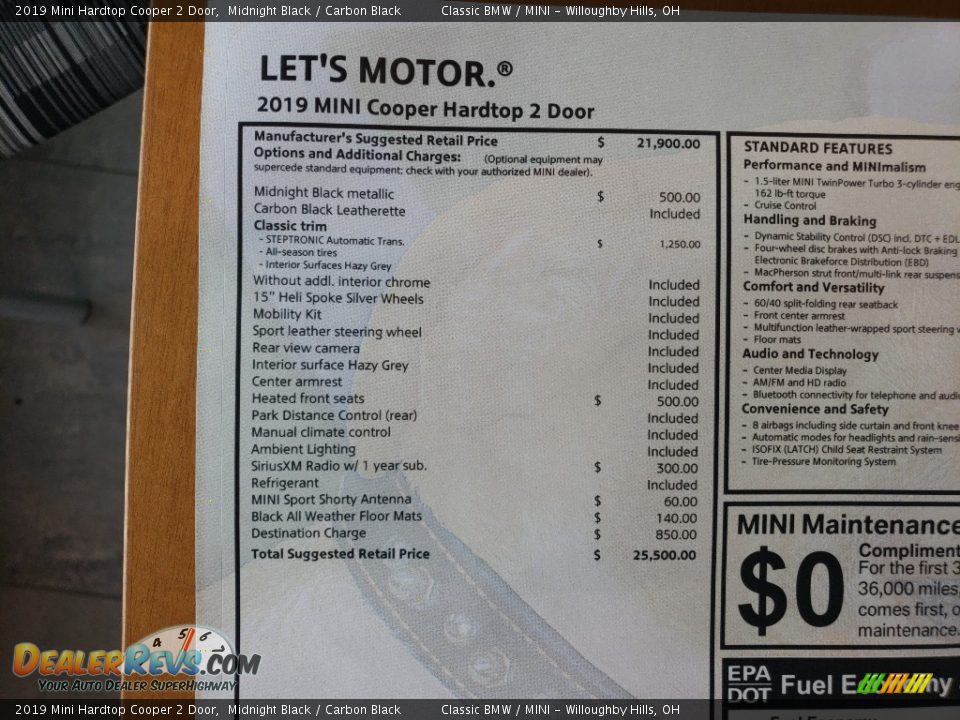 2019 Mini Hardtop Cooper 2 Door, Midnight Black / Carbon Black Classic BMW / MINI - Willoughby Hills, OH
LET'S MOTOR.®
2019 MINI Cooper Hardtop 2 Door
Manufacturer's Suggested Retail Price $ 21,900.00
Options and Additional Charges: (Optional equipment may
supercede standard equipment; check with your authorized MINI dealer).
Midnight Black metallic $ 500.00
Carbon Black Leatherette Included
Classic trim
- STEPTRONIC Automatic Trans. $ 1,250.00
- All-season tires
- Interior Surfaces Hazy Grey
Without addl. interior chrome Included
15" Heli Spoke Silver Wheels Included
Mobility Kit Included
Sport leather steering wheel Included
Rear view camera Included
Interior surface Hazy Grey Included
Center armrest Included
Heated front seats $ 500.00
Park Distance Control (rear) Included
Manual climate control Included
Ambient Lighting Included
SiriusXM Radio w/ 1 year sub. $ 300.00
Refrigerant Included
MINI Sport Shorty Antenna $ 60.00
Black All Weather Floor Mats $ 140.00
Destination Charge $ 850.00
Total Suggested Retail Price $ 25,500.00
STANDARD FEATURES
Performance and MINImalism
- 1.5-liter MINI TwinPower Turbo 3-cylinder eng
162 lb-ft torque
- Cruise Control
Handling and Braking
- Dynamic Stability Control (DSC) incl. DTC + EDL
- Four-wheel disc brakes with Anti-lock Braking
Electronic Brakeforce Distribution (EBD)
- MacPherson strut front/multi-link rear suspens
Comfort and Versatility
- 60/40 split-folding rear seatback
- Front center armrest
- Multifunction leather-wrapped sport steering w
- Floor mats
Audio and Technology
- Center Media Display
- AM/FM and HD radio
- Bluetooth connectivity for telephone and audio
Convenience and Safety
- 8 airbags including side curtain and front knee
- Automatic modes for headlights and rain-sensi
- ISOFIX (LATCH) Child Seat Restraint System
- Tire-Pressure Monitoring System
MINI Maintenance
$0
Compliment
For the first 3
36,000 miles,
comes first, o
maintenance.
EPA
DOT
Fuel E
ny
4 5 6
DEALERREVS.COM
YOUR AUTO DEALER SUPERHIGHWAY
2019 Mini Hardtop Cooper 2 Door, Midnight Black / Carbon Black Classic BMW / MINI - Willoughby Hills, OH